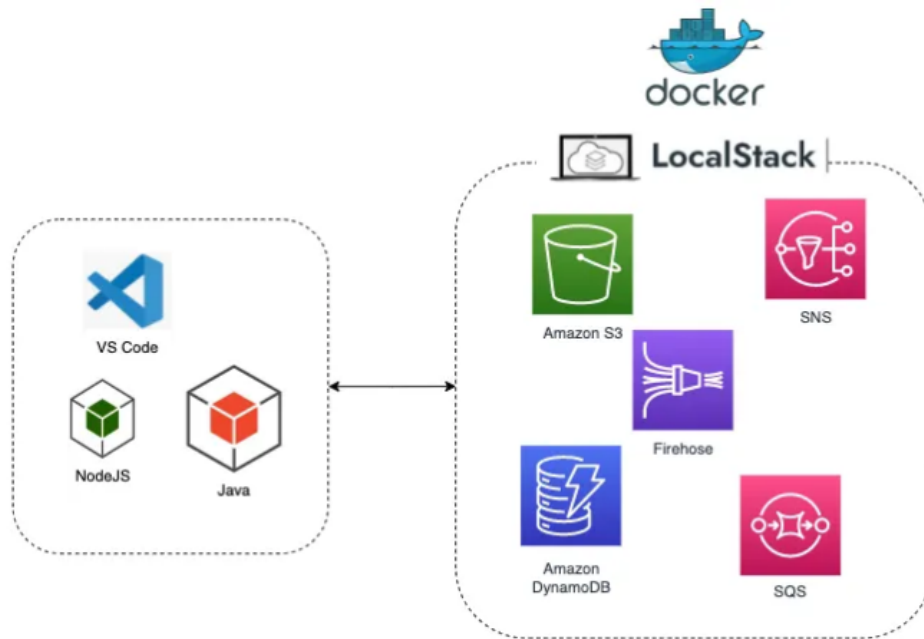 docker
LocalStack
VS Code
NodeJS
Java
Amazon S3
SNS
Firehose
Amazon
DynamoDB
SQS